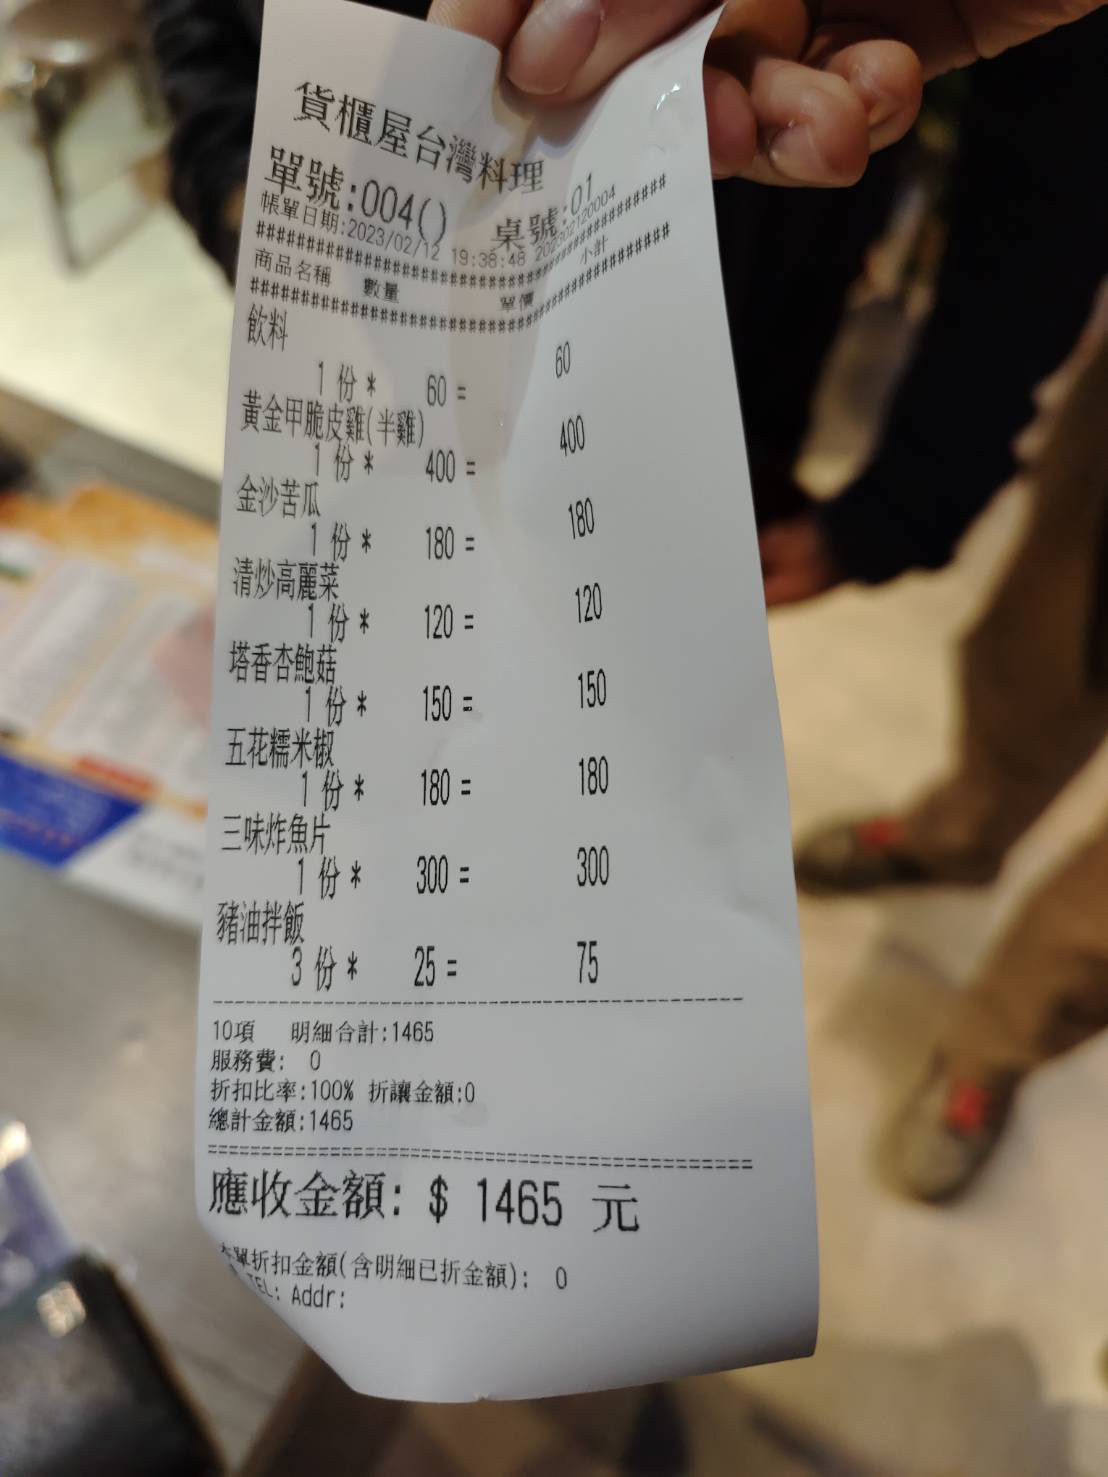 貨櫃屋台灣料理
單號:004() 桌號:01
帳單日期:2023/02/12 19:38:48 202302120004
################################################
商品名稱 數量 單價 小計
################################################
飲料
1 份* 60 = 60
黃金甲脆皮雞(半雞)
1 份* 400 = 400
金沙苦瓜
1 份* 180 = 180
清炒高麗菜
1 份* 120 = 120
塔香杏鮑菇
1 份* 150 = 150
五花糯米椒
1 份* 180 = 180
三味炸魚片
1 份* 300 = 300
豬油拌飯
3 份* 25 = 75
10項 明細合計:1465
服務費: 0
折扣比率:100% 折讓金額:0
總計金額:1465
應收金額: $ 1465 元
單折扣金額(含明細已折金額): 0
TEL: Addr: